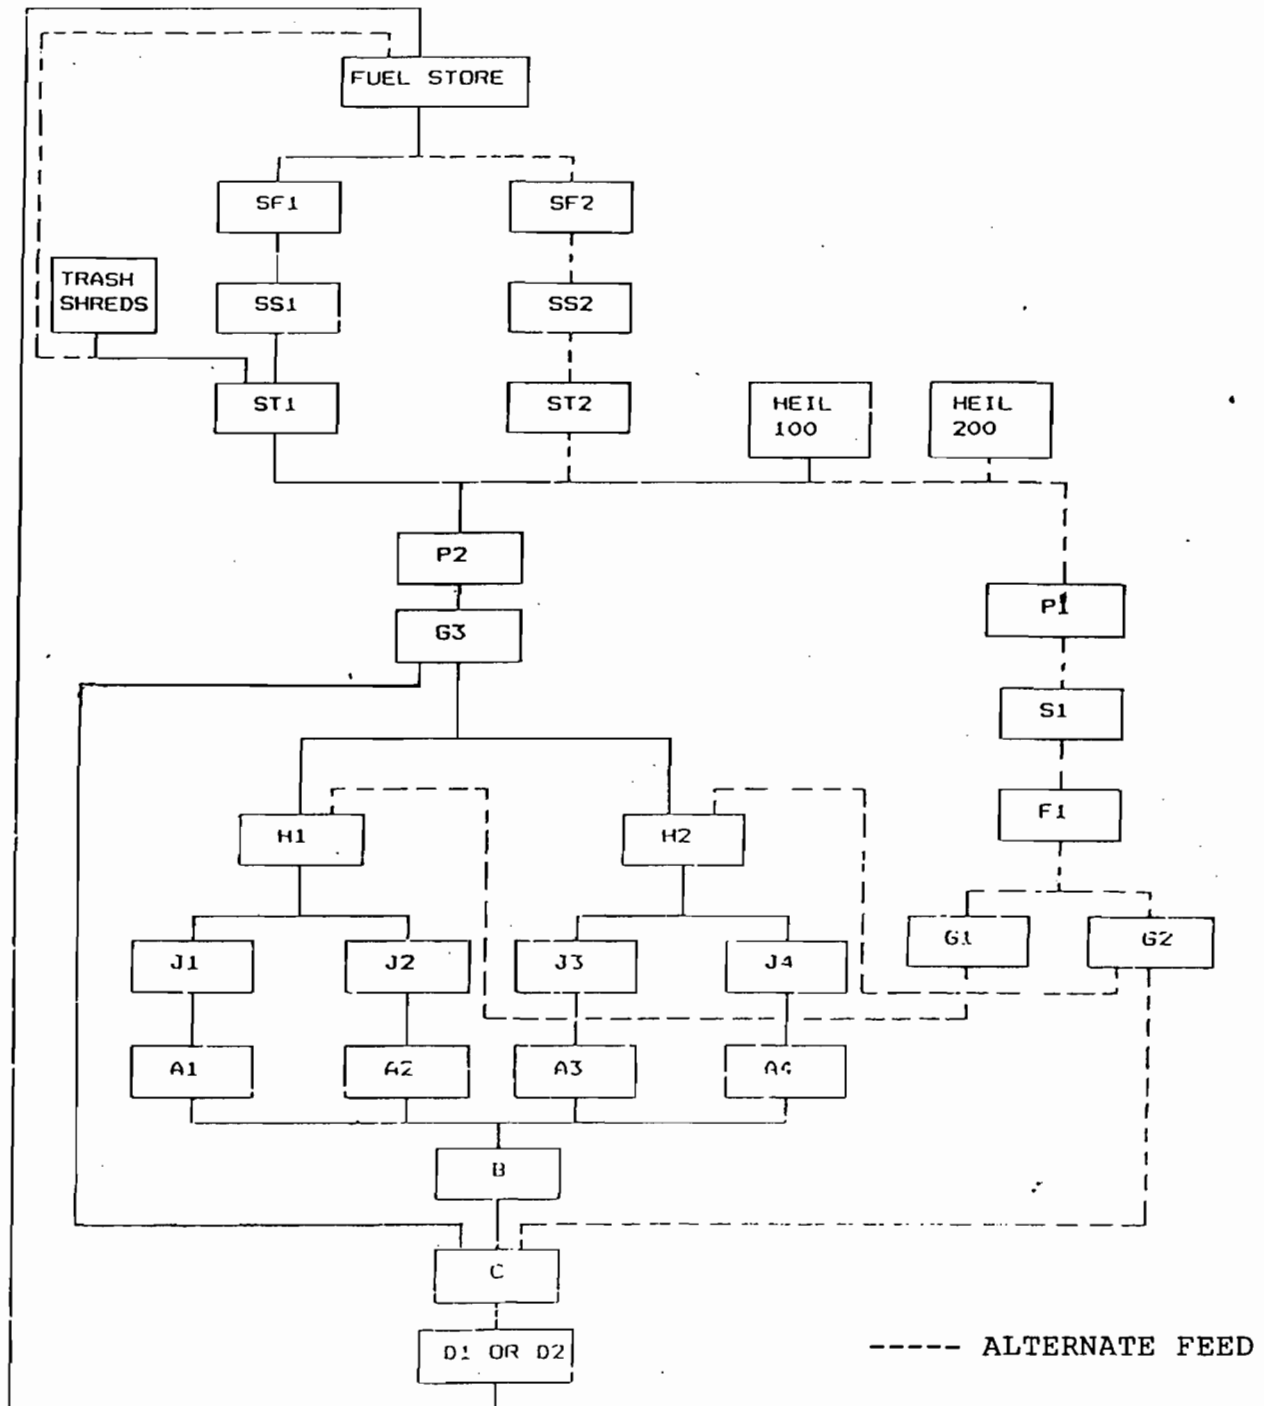 FUEL STORE
SF1
SF2
TRASH
SHREDS
SS1
SS2
ST1
ST2
HEIL
100
HEIL
200
P2
P1
G3
S1
F1
H1
H2
G1
G2
J1
J2
J3
J4
A1
A2
A3
A4
B
C
D1 OR D2
----- ALTERNATE FEED